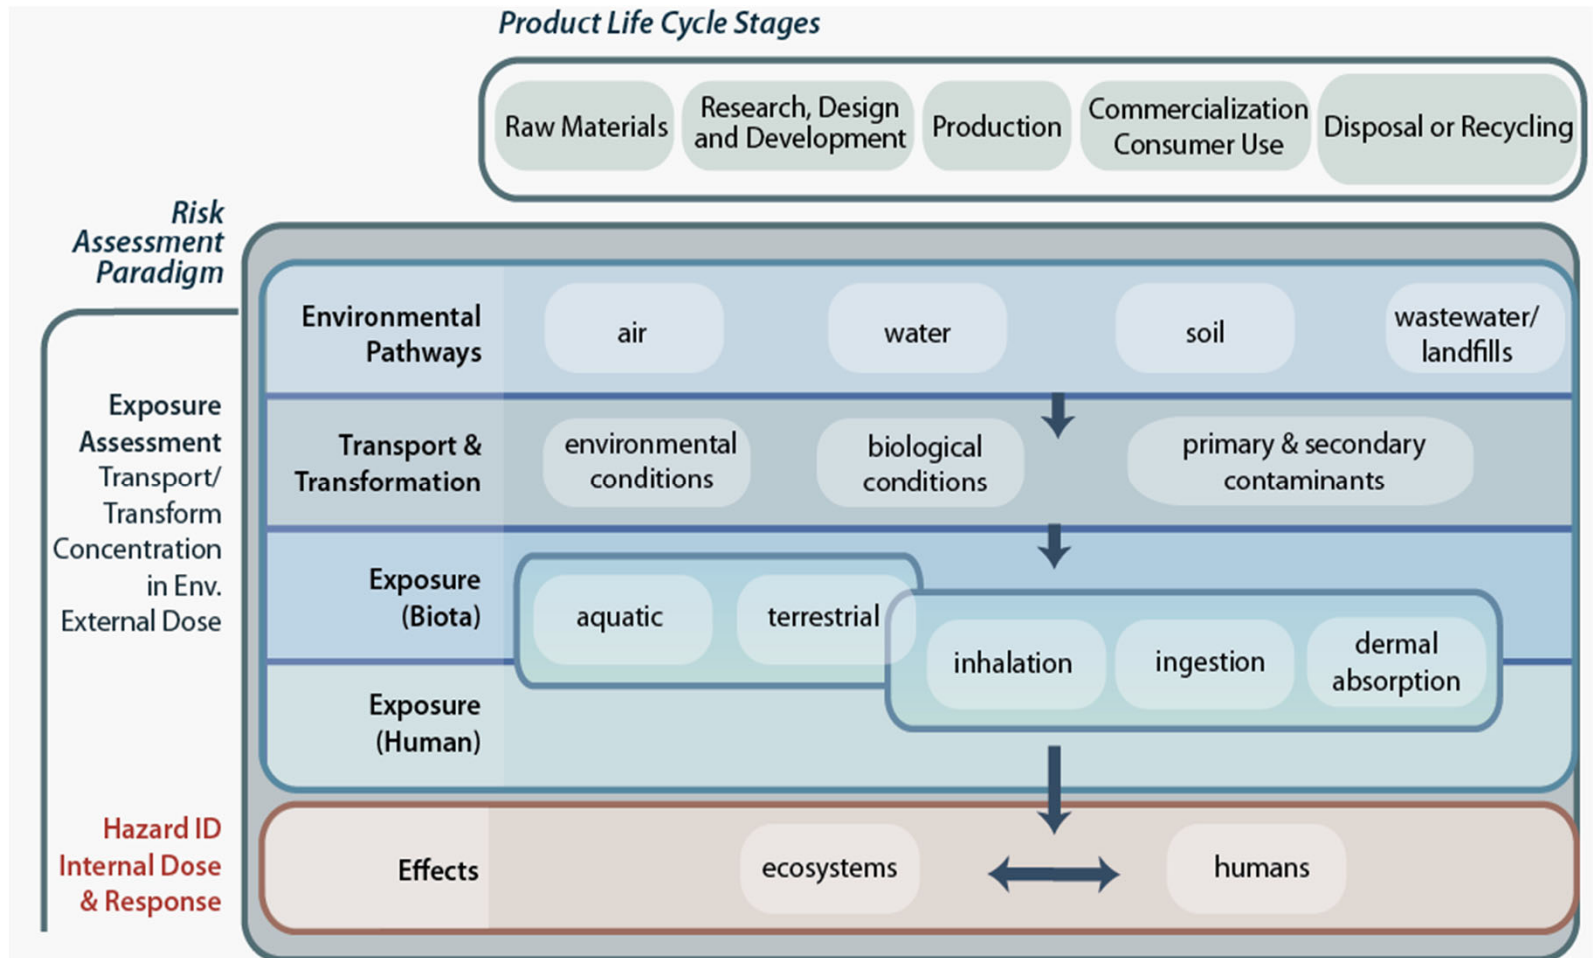 Product Life Cycle Stages
Raw Materials
Research, Design
and Development
Production
Commercialization
Consumer Use
Disposal or Recycling
Risk
Assessment
Paradigm
Environmental
Pathways
air
water
soil
wastewater/
landfills
Exposure
Assessment
Transport/
Transform
Concentration
in Env.
External Dose
Transport &
Transformation
environmental
conditions
biological
conditions
primary & secondary
contaminants
Exposure
(Biota)
aquatic
terrestrial
inhalation
ingestion
dermal
absorption
Exposure
(Human)
Hazard ID
Internal Dose
& Response
Effects
ecosystems
humans